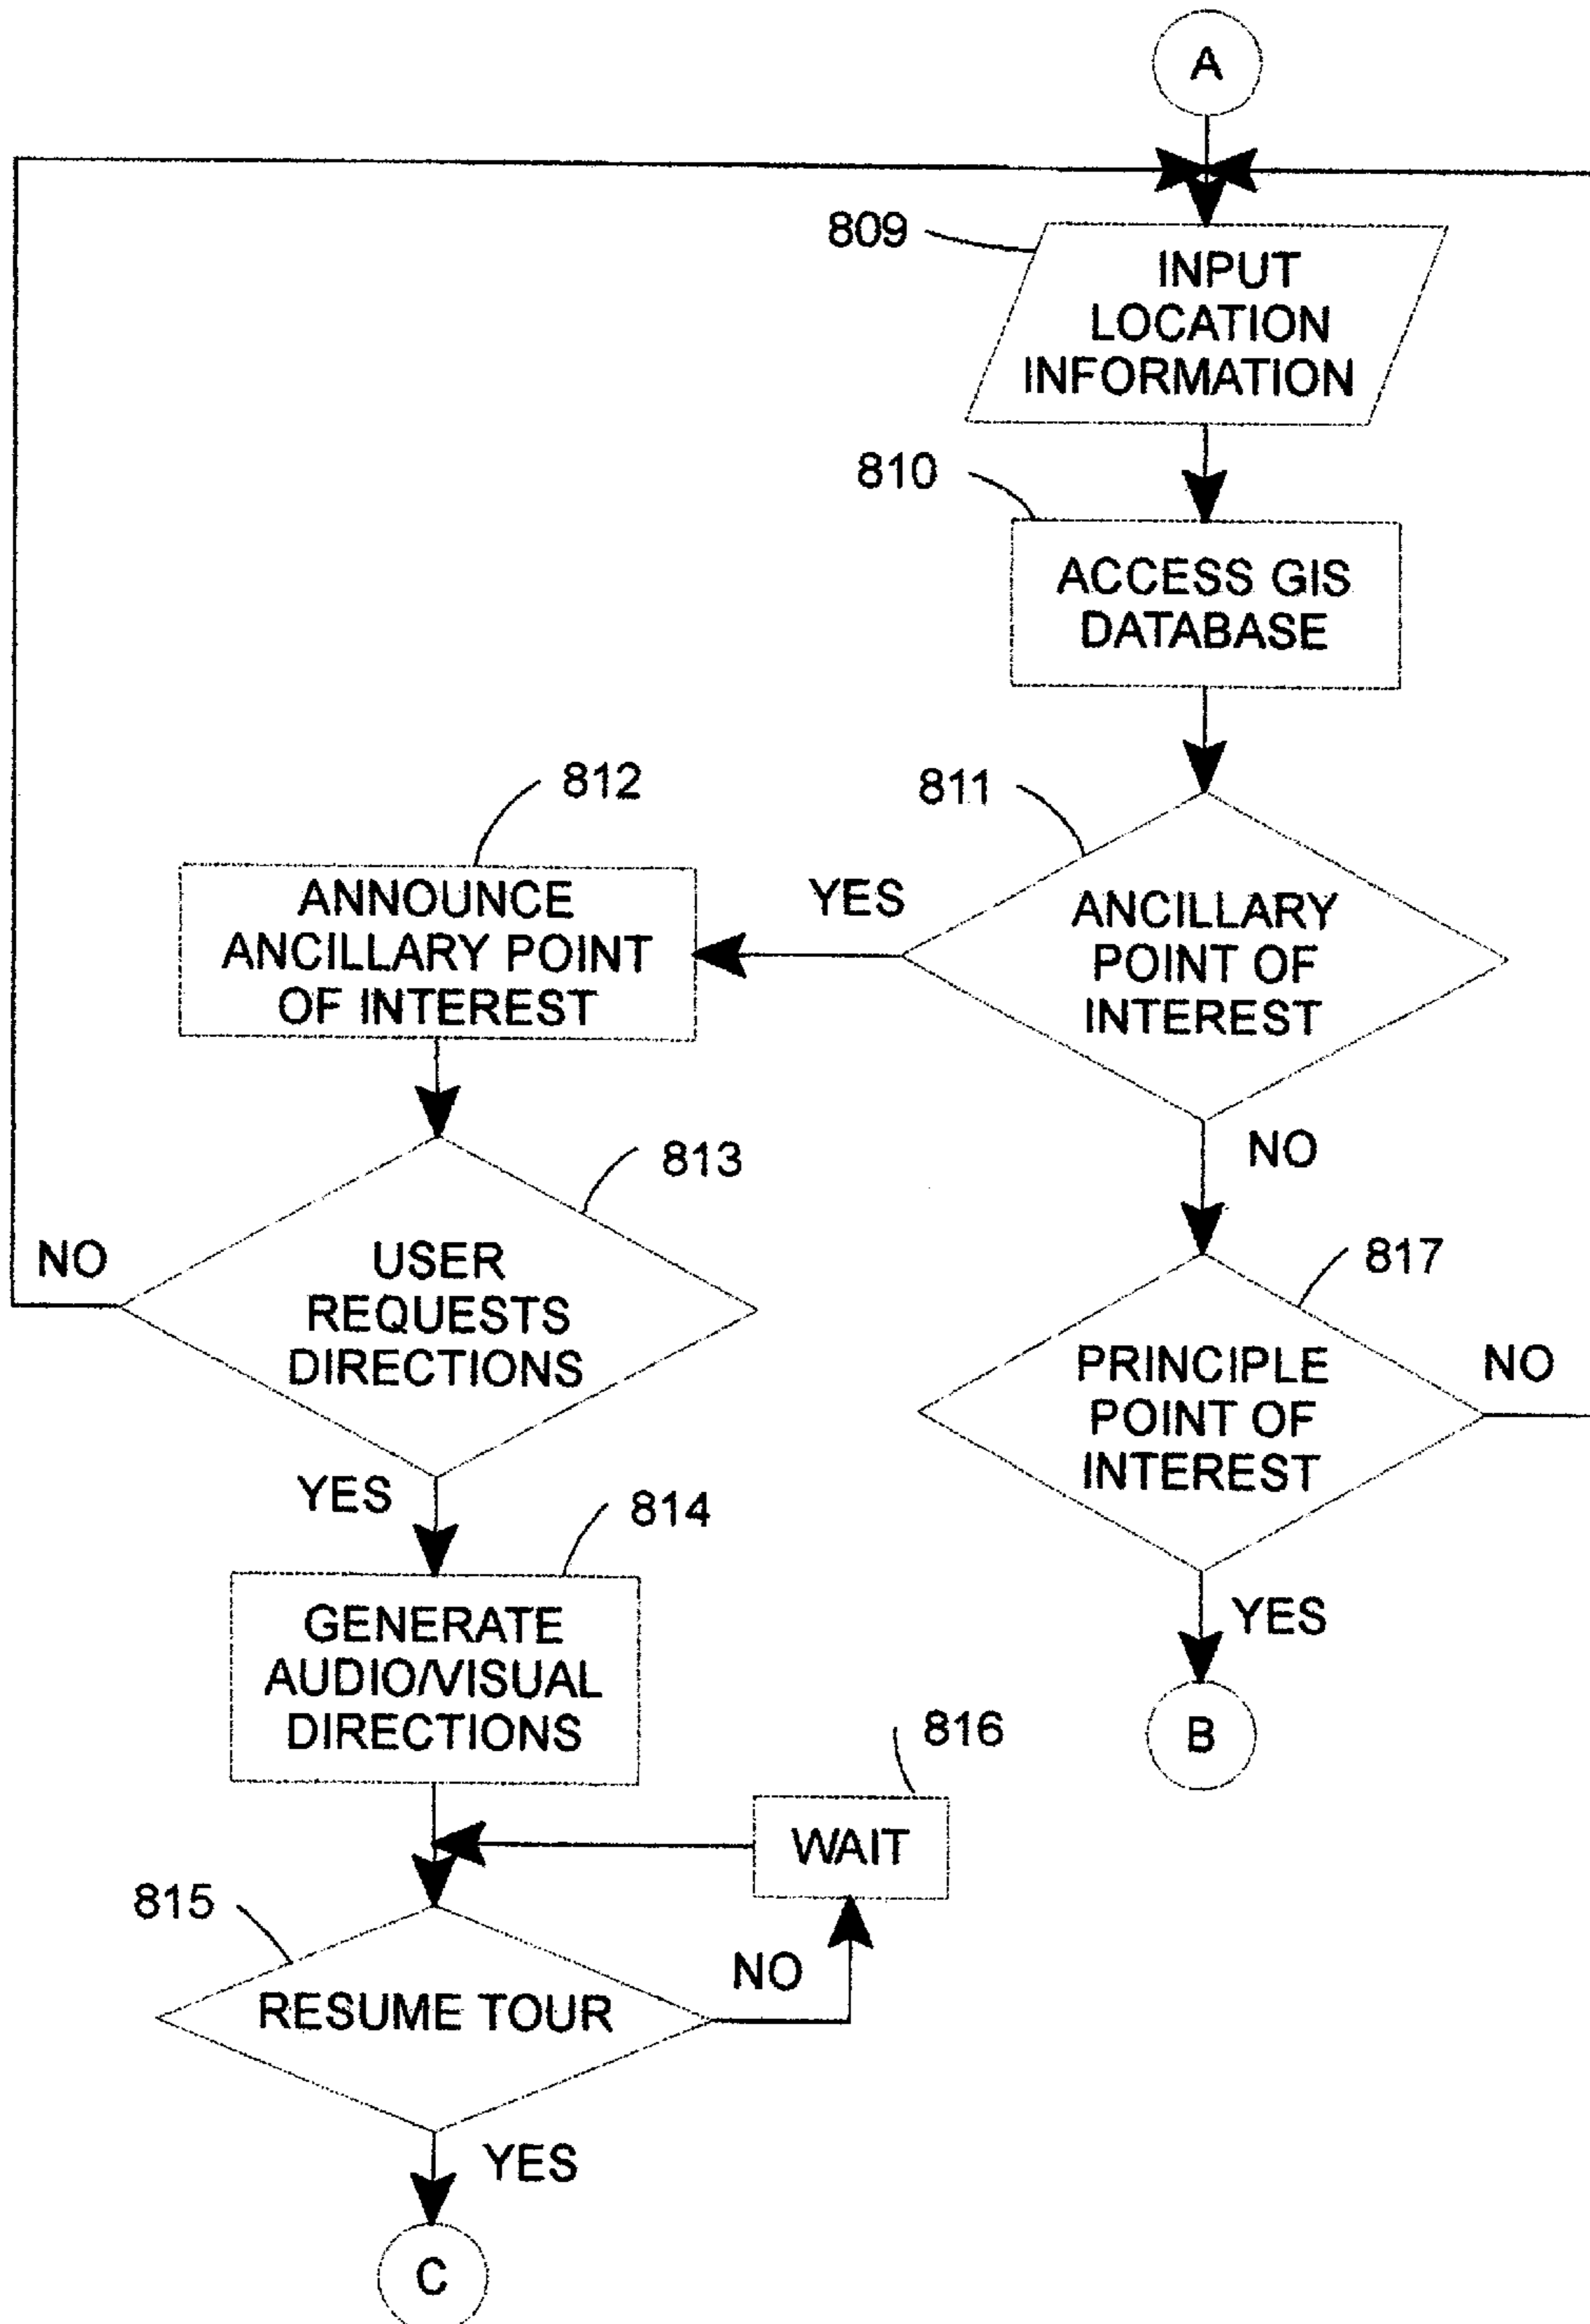 A
809
INPUT
LOCATION
INFORMATION
810
ACCESS GIS
DATABASE
811
ANCILLARY
POINT OF
INTEREST
YES
NO
812
ANNOUNCE
ANCILLARY POINT
OF INTEREST
813
USER
REQUESTS
DIRECTIONS
NO
YES
817
PRINCIPLE
POINT OF
INTEREST
NO
YES
B
814
GENERATE
AUDIO/VISUAL
DIRECTIONS
816
WAIT
815
RESUME TOUR
NO
YES
C